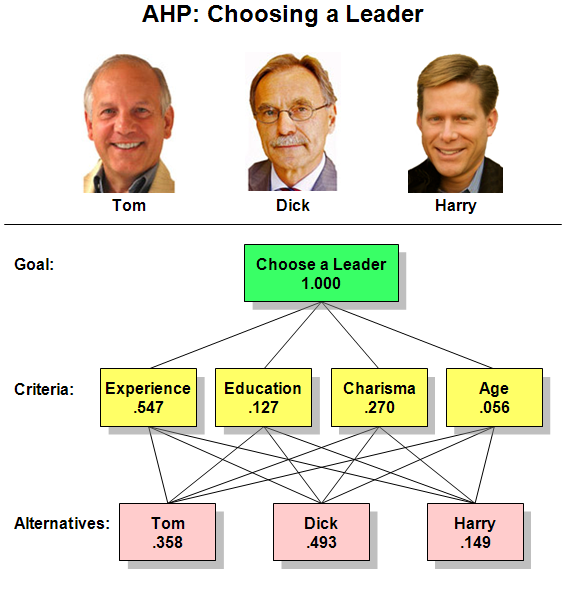 AHP: Choosing a Leader
Tom
Dick
Harry
Goal:
Choose a Leader
1.000
Criteria:
Experience
.547
Education
.127
Charisma
.270
Age
.056
Alternatives:
Tom
.358
Dick
.493
Harry
.149